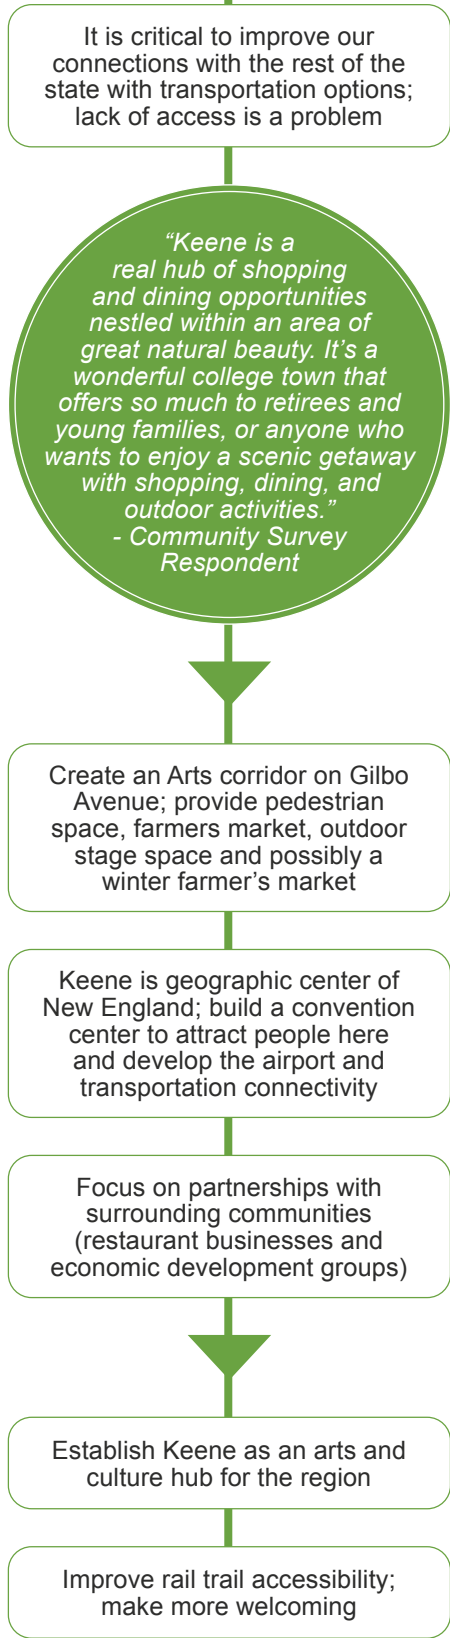 It is critical to improve our
connections with the rest of the
state with transportation options;
lack of access is a problem
“Keene is a
real hub of shopping
and dining opportunities
nestled within an area of
great natural beauty. It’s a
wonderful college town that
offers so much to retirees and
young families, or anyone who
wants to enjoy a scenic getaway
with shopping, dining, and
outdoor activities.”
- Community Survey
Respondent
Create an Arts corridor on Gilbo
Avenue; provide pedestrian
space, farmers market, outdoor
stage space and possibly a
winter farmer’s market
Keene is geographic center of
New England; build a convention
center to attract people here
and develop the airport and
transportation connectivity
Focus on partnerships with
surrounding communities
(restaurant businesses and
economic development groups)
Establish Keene as an arts and
culture hub for the region
Improve rail trail accessibility;
make more welcoming